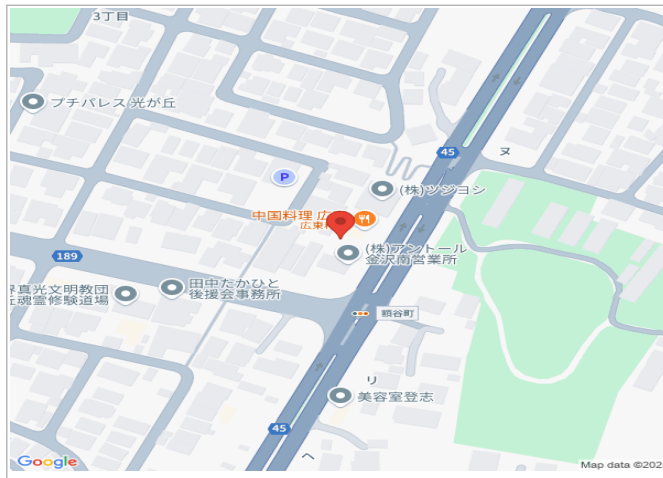 3丁目
プチパレス光が丘
45
ヌ
P
(株)ツジヨシ
中国料理 広
広東料
(株)アントール
金沢南営業所
189
田中たかひと
後援会事務所
界真光文明教団
丘魂霊修験道場
額谷町
リ
美容室登志
45
へ
Google
Map data ©202